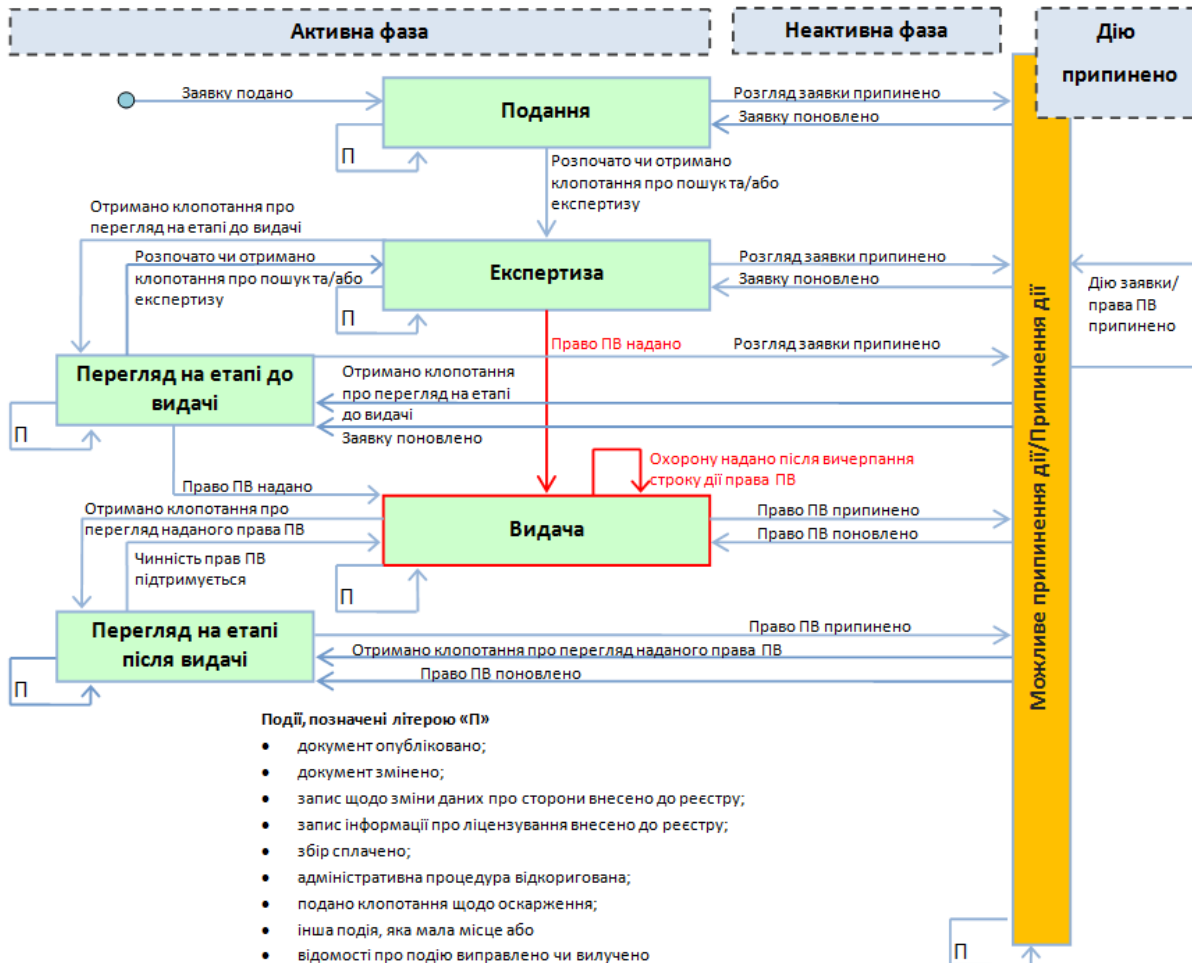 Активна фаза
Неактивна фаза
Дію
припинено
Заявку подано
Подання
Розгляд заявки припинено
Заявку поновлено
П
Розпочато чи отримано
клопотання про пошук та/або
експертизу
Отримано клопотання про
перегляд на етапі до видачі
Розпочато чи отримано
клопотання про пошук та/або
експертизу
Експертиза
Розгляд заявки припинено
Заявку поновлено
П
Дію заявки/
права ПВ
припинено
Право ПВ надано
Розгляд заявки припинено
Перегляд на етапі до
видачі
Отримано клопотання
про перегляд на етапі
до видачі
Заявку поновлено
П
Право ПВ надано
Охорону надано після вичерпання
строку дії права ПВ
Отримано клопотання про
перегляд наданого права ПВ
Видача
Право ПВ припинено
Право ПВ поновлено
Чинність прав ПВ
підтримується
П
Перегляд на етапі
після видачі
Право ПВ припинено
Отримано клопотання про перегляд наданого права ПВ
Право ПВ поновлено
П
Можливе припинення дії/Припинення дії
Події, позначені літерою «П»
• документ опубліковано;
• документ змінено;
• запис щодо зміни даних про сторони внесено до реєстру;
• запис інформації про ліцензування внесено до реєстру;
• збір сплачено;
• адміністративна процедура відкоригована;
• подано клопотання щодо оскарження;
• інша подія, яка мала місце або
• відомості про подію виправлено чи вилучено
П